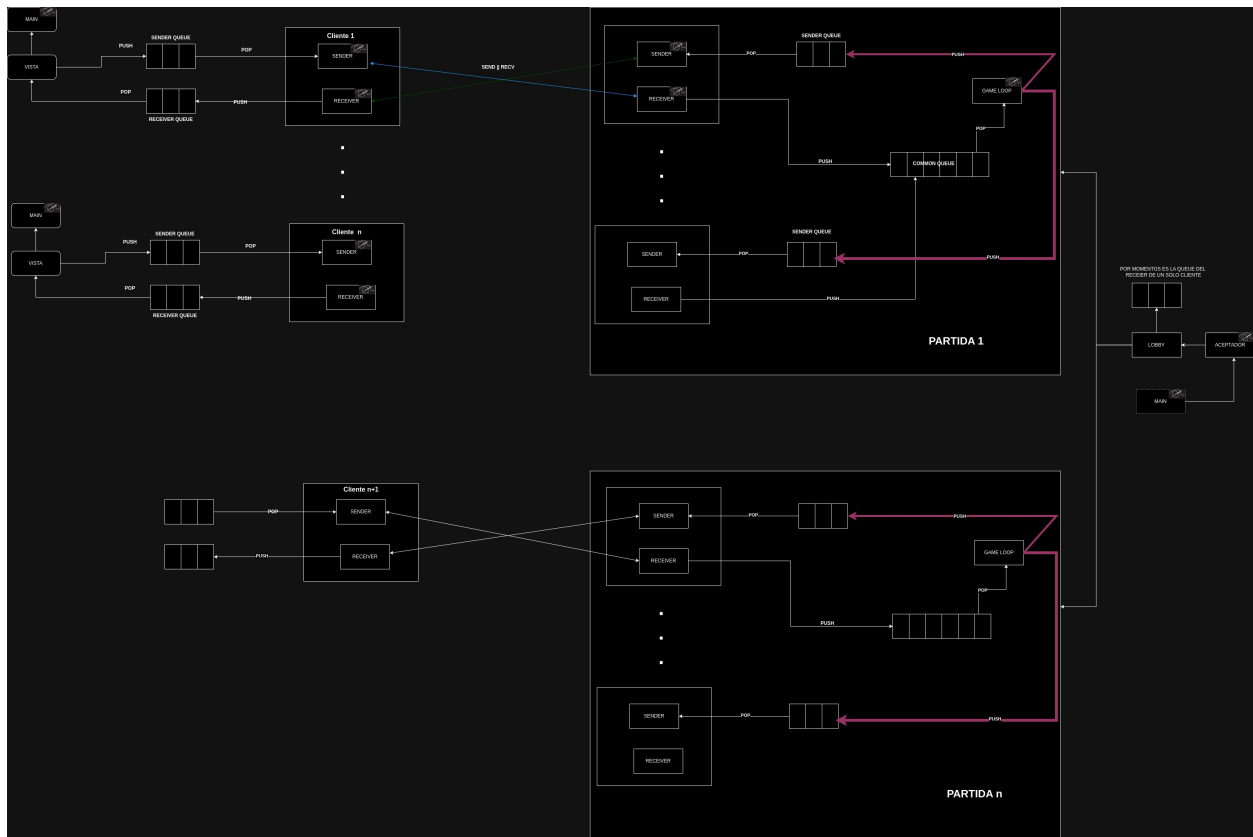 MAIN
VISTA
PUSH
SENDER QUEUE
POP
POP
PUSH
RECEIVER QUEUE
Cliente 1
SENDER
RECEIVER
SEND || RECV
SENDER
RECEIVER
POP
SENDER QUEUE
PUSH
GAME LOOP
POP
COMMON QUEUE
PUSH
MAIN
VISTA
PUSH
SENDER QUEUE
POP
POP
PUSH
RECEIVER QUEUE
Cliente n
SENDER
RECEIVER
SENDER
RECEIVER
POP
SENDER QUEUE
PUSH
PUSH
PARTIDA 1
POR MOMENTOS ES LA QUEUE DEL
RECEIER DE UN SOLO CLIENTE
LOBBY
ACEPTADOR
MAIN
POP
PUSH
Cliente n+1
SENDER
RECEIVER
SENDER
RECEIVER
POP
PUSH
GAME LOOP
POP
PUSH
SENDER
RECEIVER
POP
PUSH
PARTIDA n